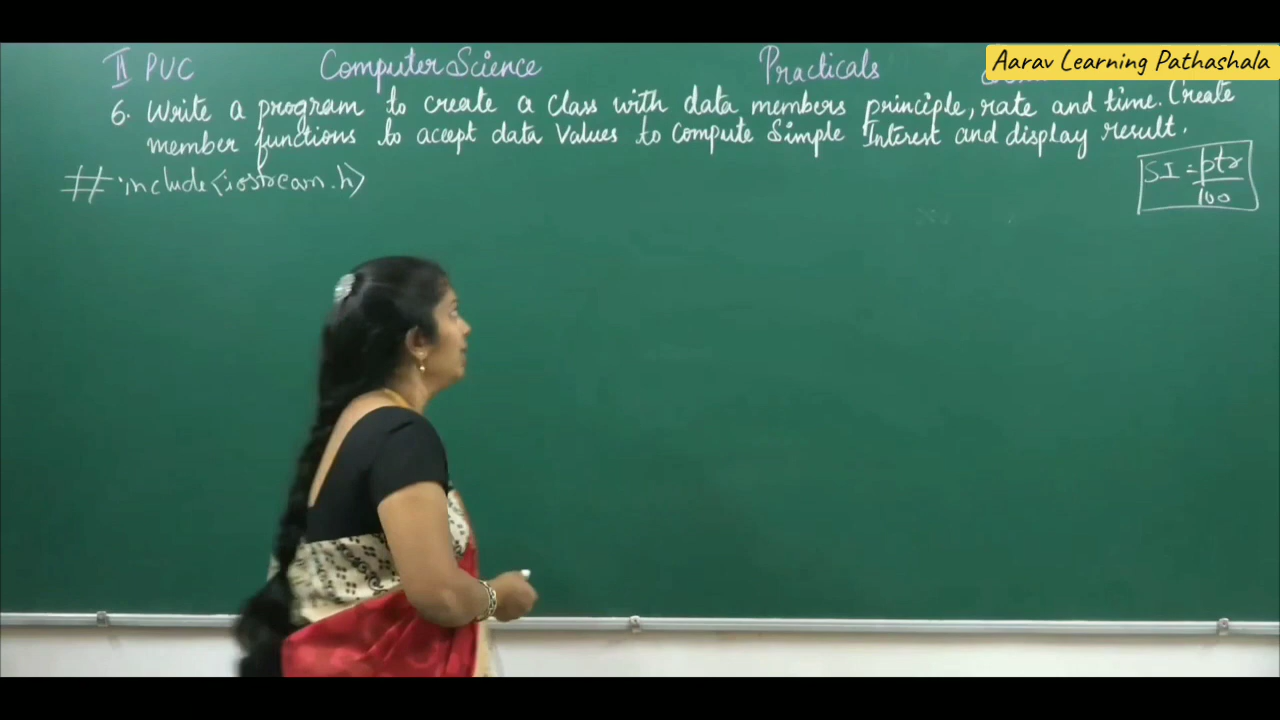 II PUC Computer Science Practicals
Aarav Learning Pathashala
6. Write a program to create a class with data members principle, rate and time. Create
member functions to accept data values to compute Simple Interest and display result.
#include<iostream.h>
SI = ptr
100